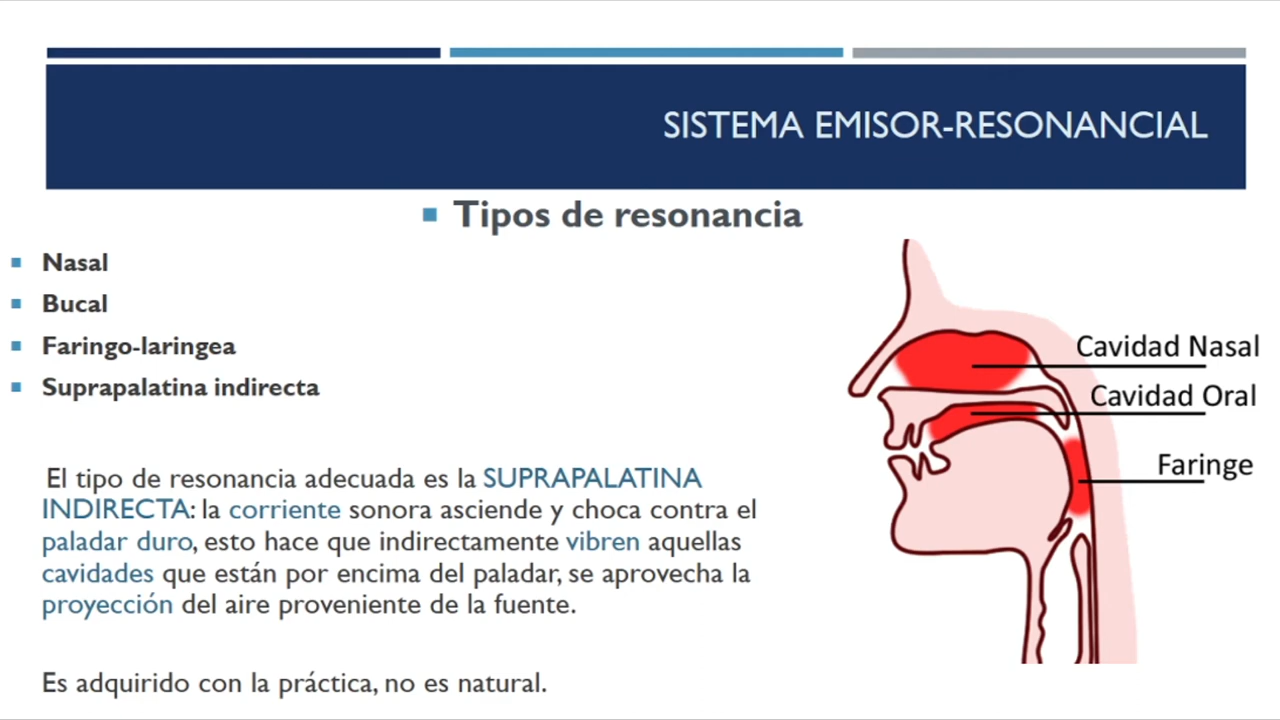 SISTEMA EMISOR-RESONANCIAL
Tipos de resonancia
Nasal
Bucal
Faringo-laringea
Suprapalatina indirecta
El tipo de resonancia adecuada es la SUPRAPALATINA
INDIRECTA: la corriente sonora asciende y choca contra el
paladar duro, esto hace que indirectamente vibren aquellas
cavidades que están por encima del paladar, se aprovecha la
proyección del aire proveniente de la fuente.
Es adquirido con la práctica, no es natural.
Cavidad Nasal
Cavidad Oral
Faringe